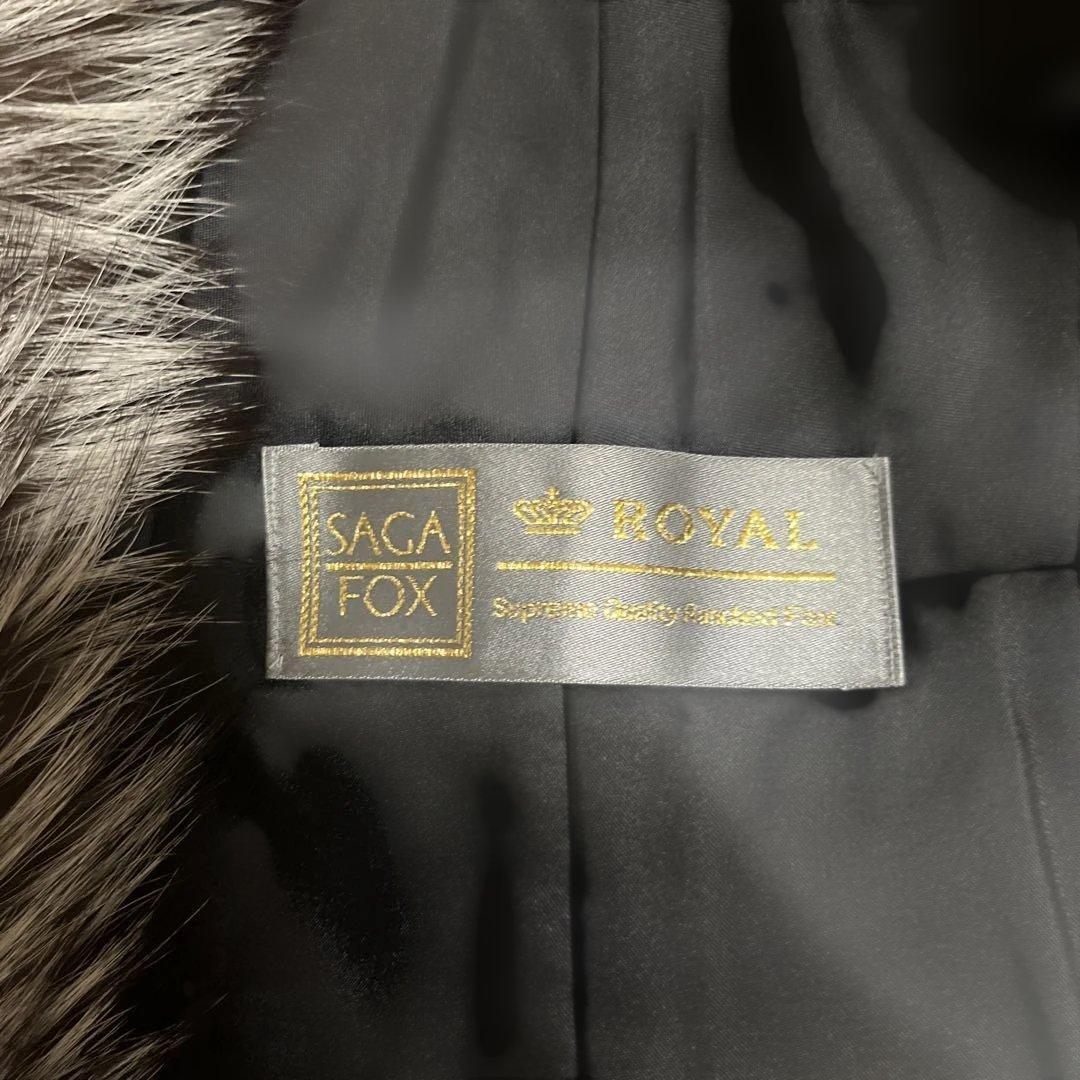 SAGA
FOX
ROYAL
Supreme Quality Ranched Fox